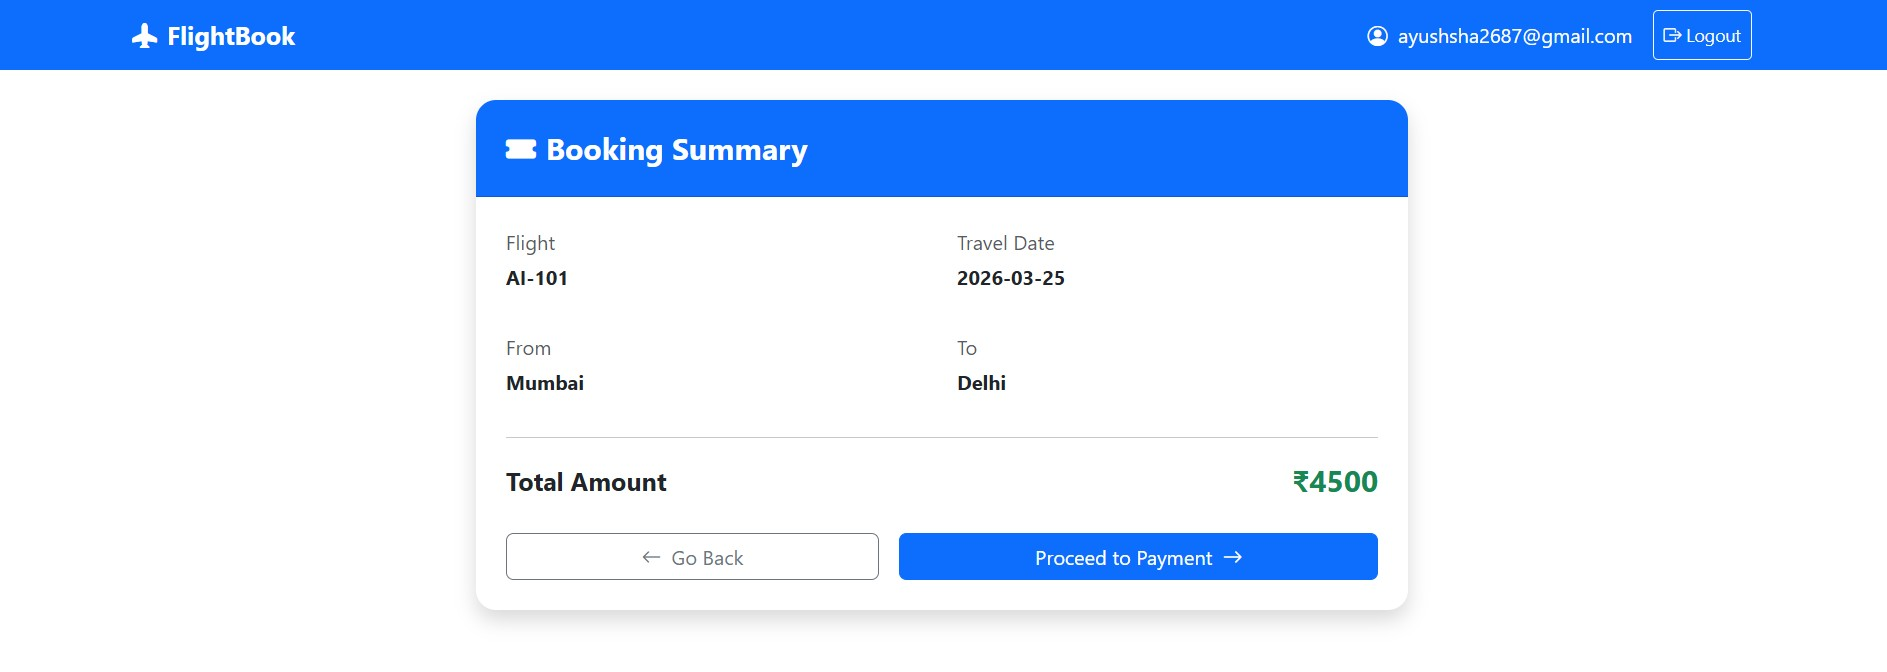 FlightBook
ayushsha2687@gmail.com
Logout
Booking Summary
Flight
Travel Date
AI-101
2026-03-25
From
To
Mumbai
Delhi
Total Amount
₹4500
← Go Back
Proceed to Payment →